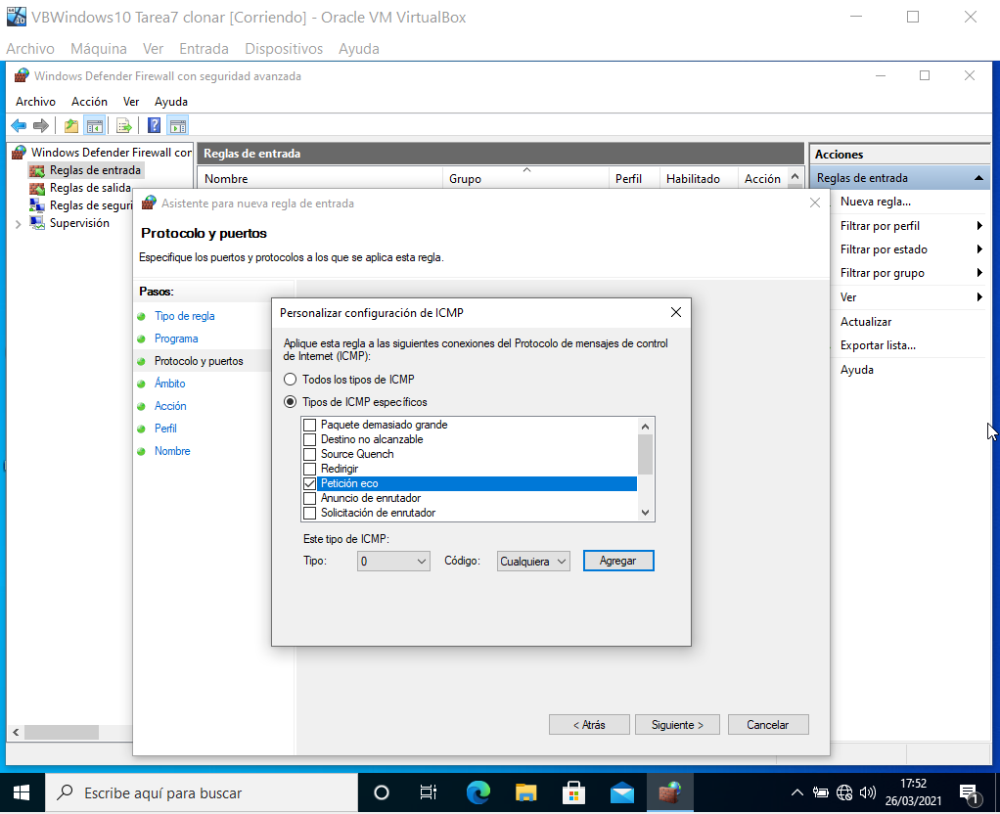 VBWindows10 Tarea7 clonar [Corriendo] - Oracle VM VirtualBox
Archivo Máquina Ver Entrada Dispositivos Ayuda
Windows Defender Firewall con seguridad avanzada
Archivo Acción Ver Ayuda
Windows Defender Firewall con
Reglas de entrada
Reglas de salida
Reglas de seguri
Supervisión
Reglas de entrada
Nombre Grupo Perfil Habilitado Acción
Acciones
Reglas de entrada
Nueva regla...
Filtrar por perfil
Filtrar por estado
Filtrar por grupo
Ver
Actualizar
Exportar lista...
Ayuda
Asistente para nueva regla de entrada
Protocolo y puertos
Especifique los puertos y protocolos a los que se aplica esta regla.
Pasos:
Tipo de regla
Programa
Protocolo y puertos
Ámbito
Acción
Perfil
Nombre
Personalizar configuración de ICMP
Aplique esta regla a las siguientes conexiones del Protocolo de mensajes de control
de Internet (ICMP):
Todos los tipos de ICMP
Tipos de ICMP específicos
Paquete demasiado grande
Destino no alcanzable
Source Quench
Redirigir
Petición eco
Anuncio de enrutador
Solicitación de enrutador
Este tipo de ICMP:
Tipo: 0 Código: Cualquiera Agregar
< Atrás Siguiente > Cancelar
Escribe aquí para buscar
17:52
26/03/2021
1